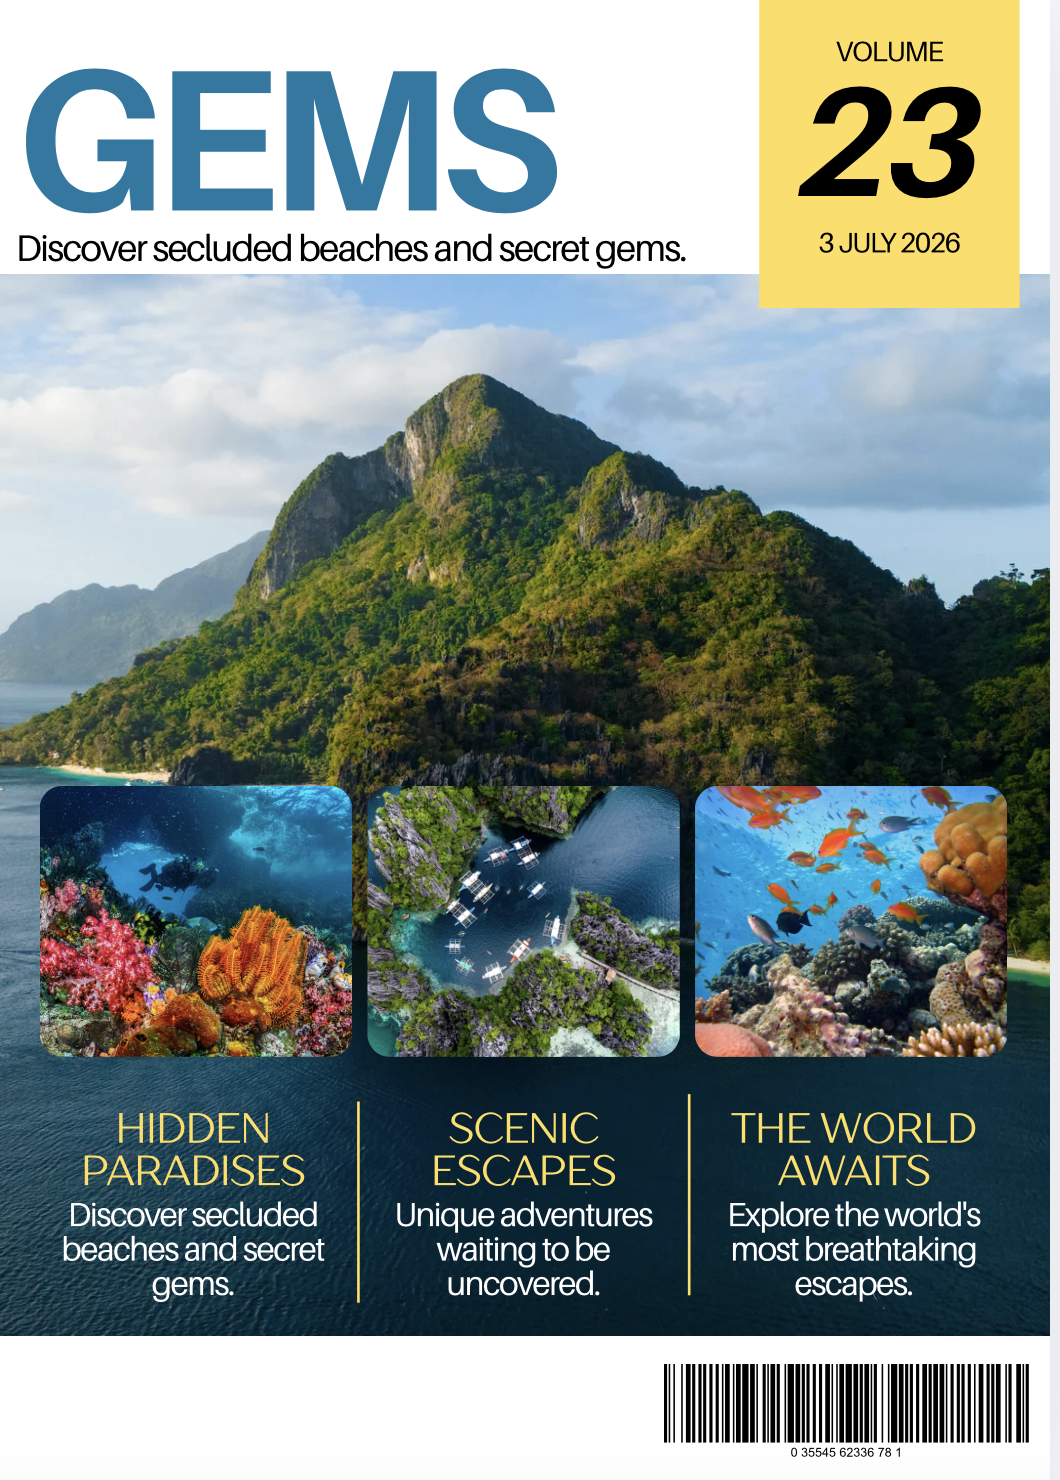 GEMS
Discover secluded beaches and secret gems.
VOLUME
23
3 JULY 2026
HIDDEN
PARADISES
Discover secluded
beaches and secret
gems.
SCENIC
ESCAPES
Unique adventures
waiting to be
uncovered.
THE WORLD
AWAITS
Explore the world's
most breathtaking
escapes.
0 35545 62336 78 1